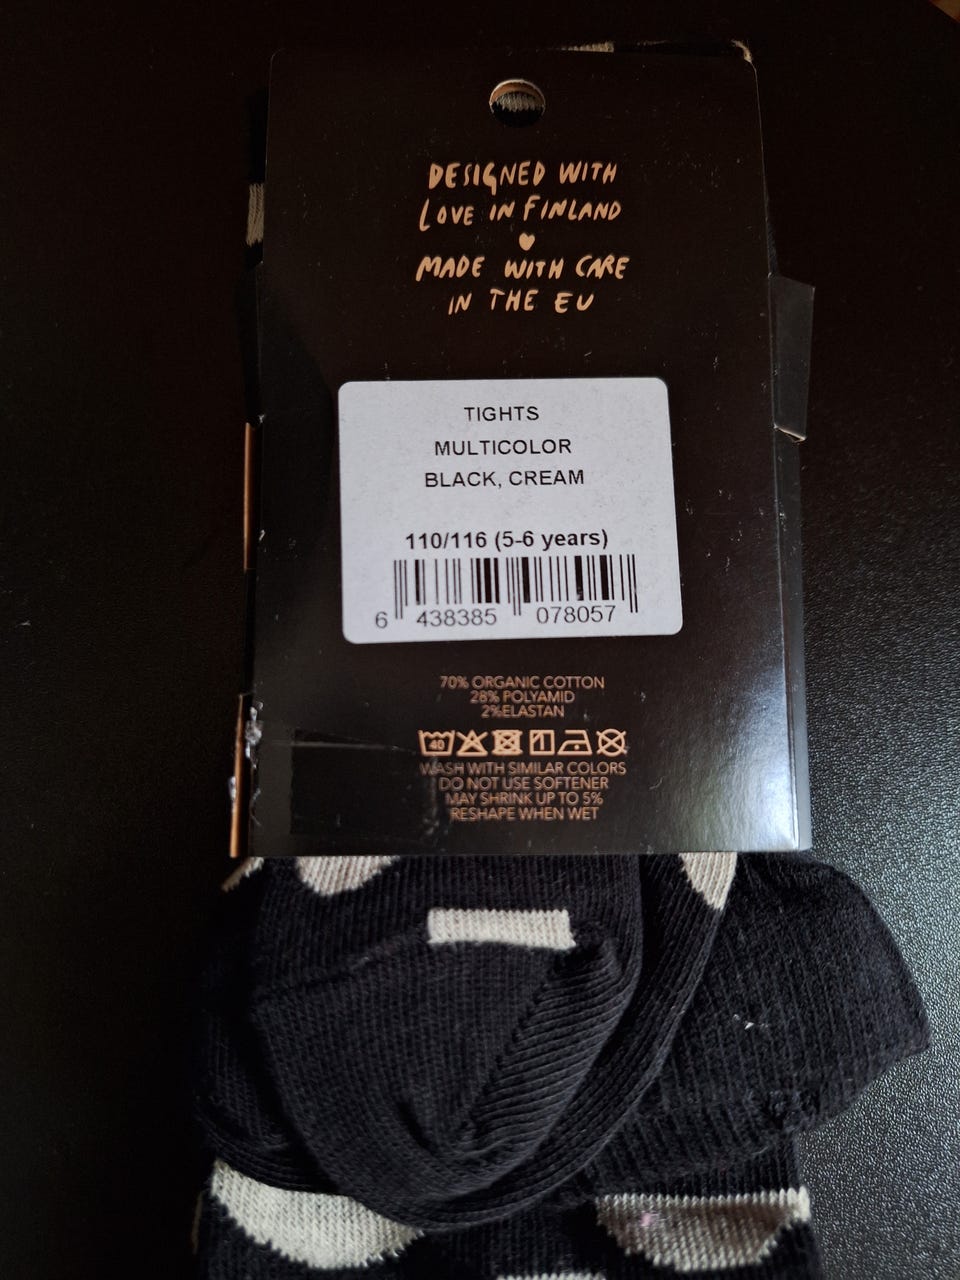 DESIGNED WITH
LOVE IN FINLAND
MADE WITH CARE
IN THE EU
TIGHTS
MULTICOLOR
BLACK, CREAM
110/116 (5-6 years)
6 438385 078057
70% ORGANIC COTTON
28% POLYAMID
2%ELASTAN
40
WASH WITH SIMILAR COLORS
DO NOT USE SOFTENER
MAY SHRINK UP TO 5%
RESHAPE WHEN WET